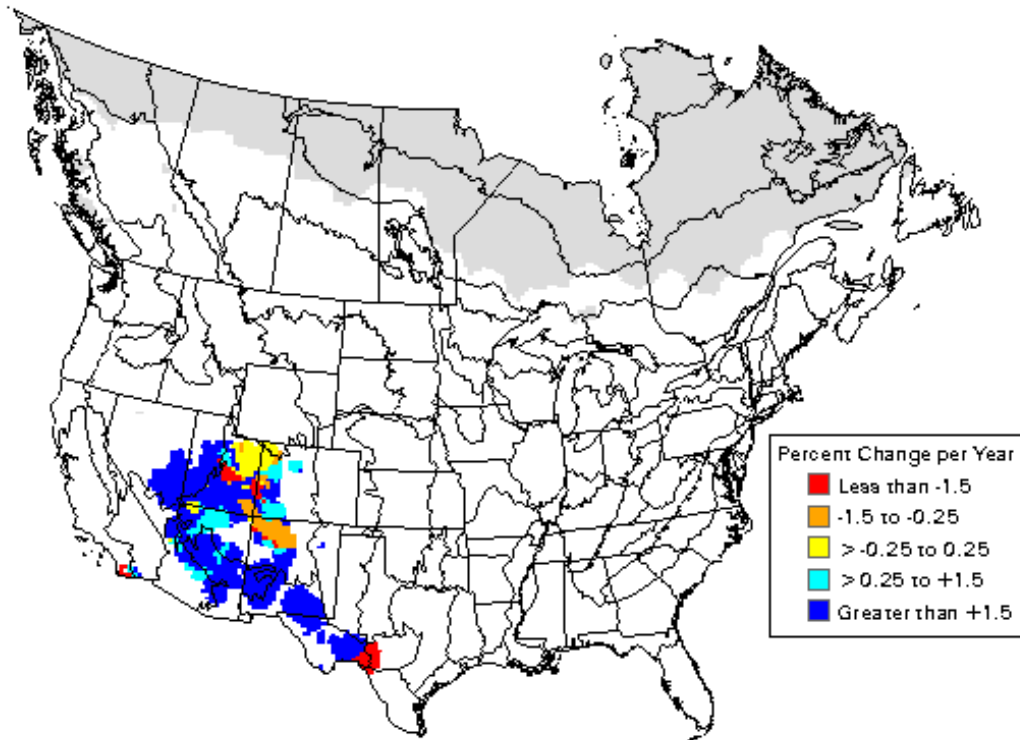 Percent Change per Year
Less than -1.5
-1.5 to -0.25
> -0.25 to 0.25
> 0.25 to +1.5
Greater than +1.5